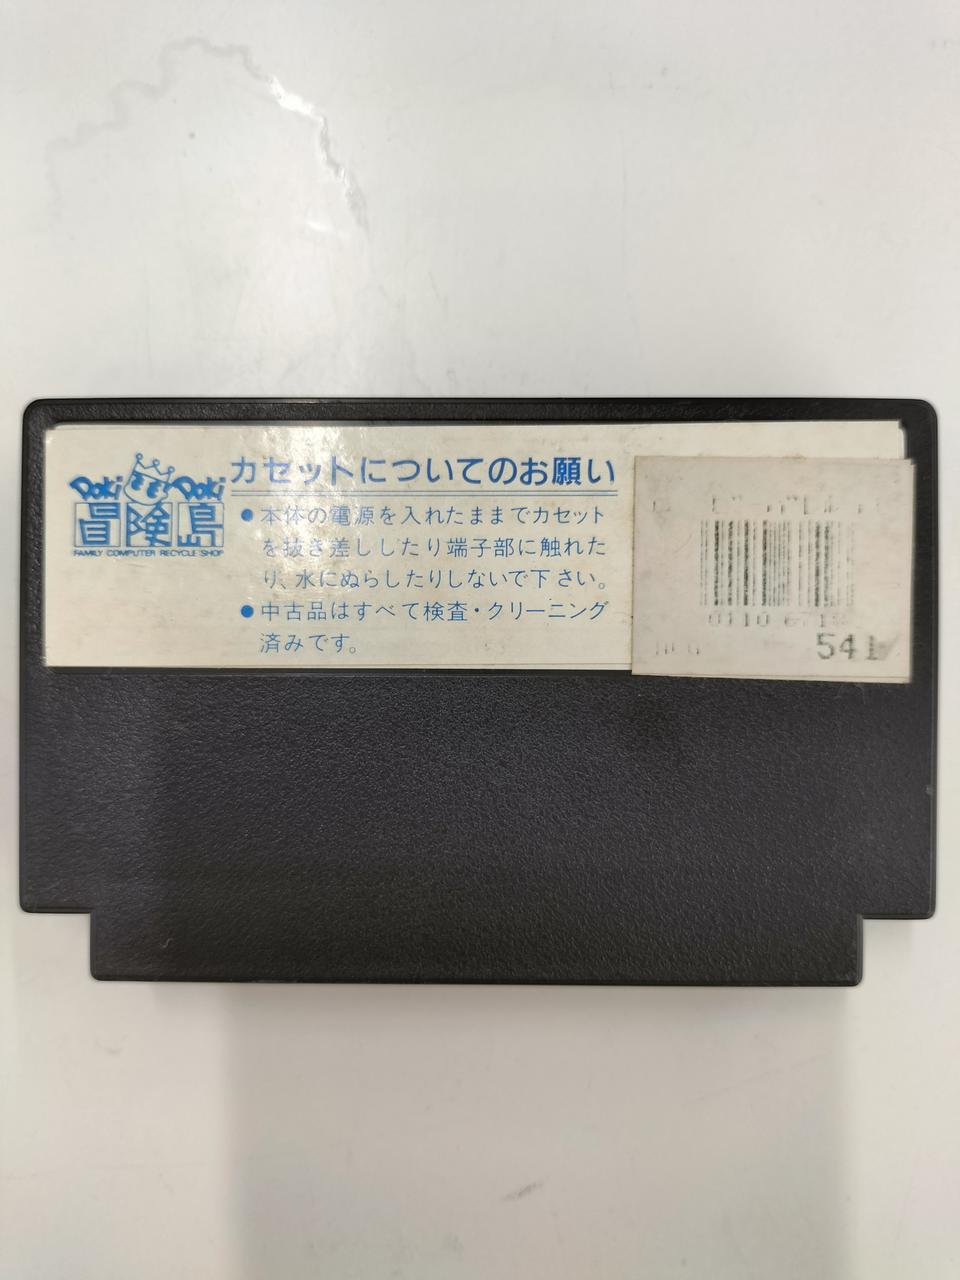 Doki Doki
冒険島
FAMILY COMPUTER RECYCLE SHOP
カセットについてのお願い
●本体の電源を入れたままでカセット
を抜き差ししたり端子部に触れた
り、水にぬらしたりしないで下さい。
●中古品はすべて検査・クリーニング
済みです。
0110
541